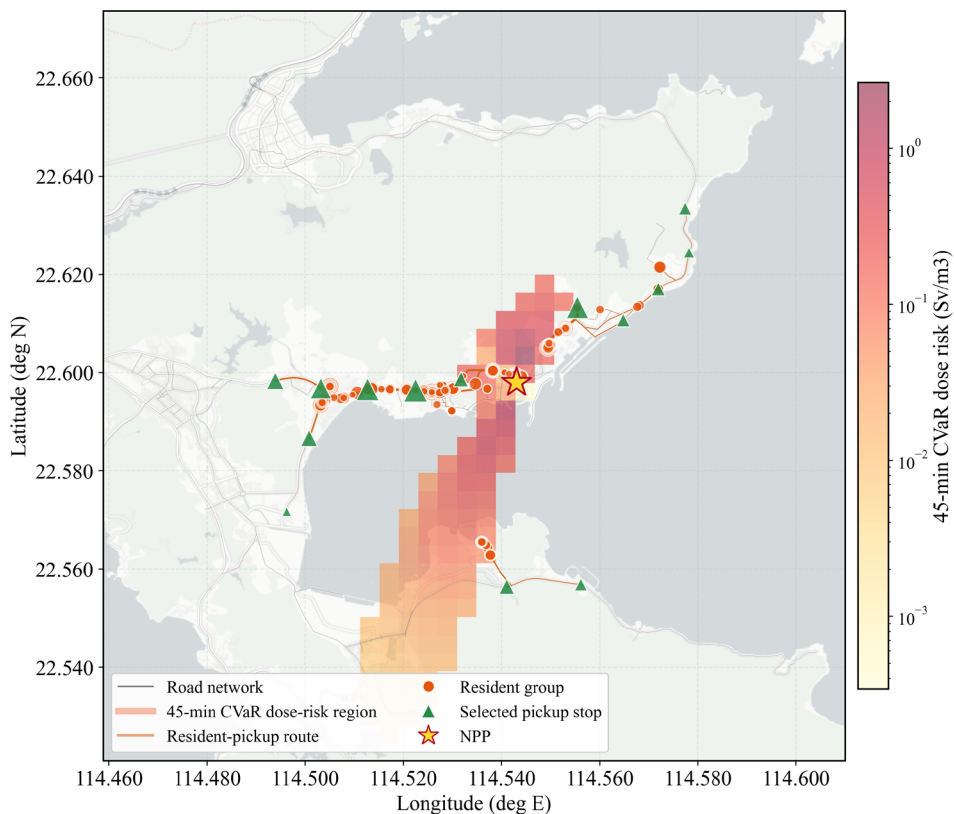 22.660
22.640
22.620
22.600
22.580
22.560
22.540
Latitude (deg N)
114.460 114.480 114.500 114.520 114.540 114.560 114.580 114.600
Longitude (deg E)
Road network
45-min CVaR dose-risk region
Resident-pickup route
Resident group
Selected pickup stop
NPP
10^0
10^-1
10^-2
10^-3
45-min CVaR dose risk (Sv/m3)